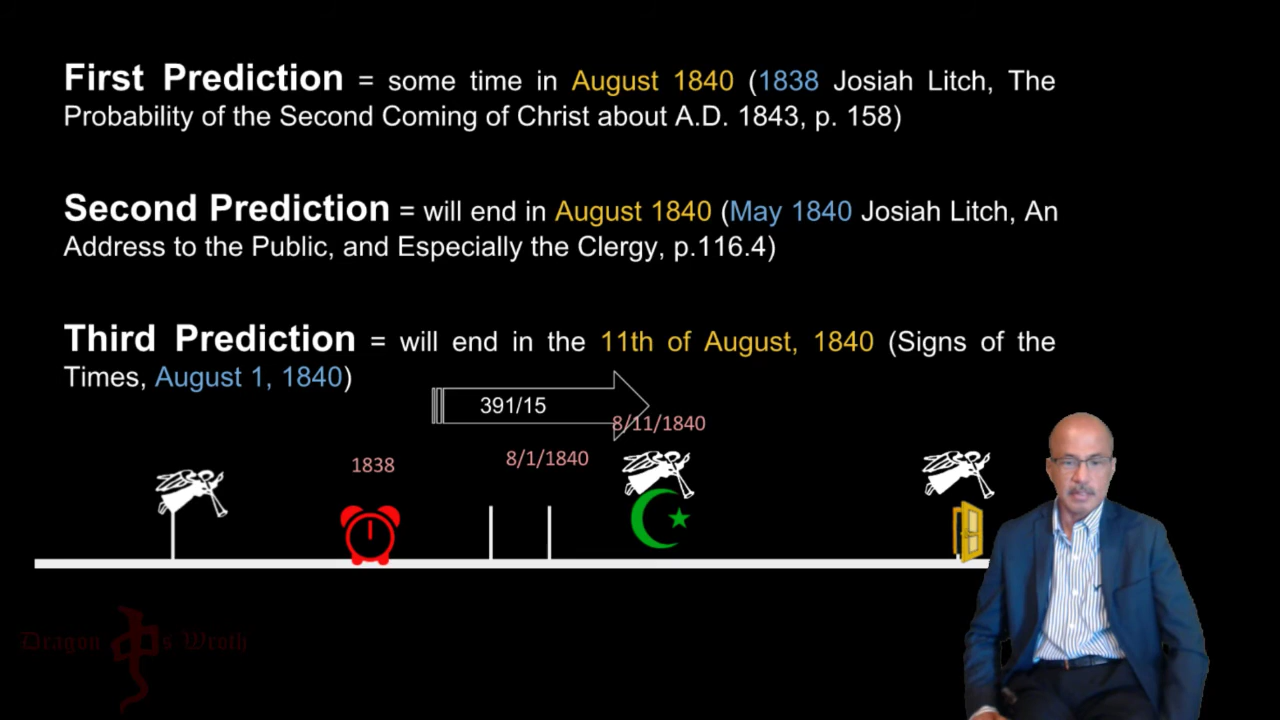 First Prediction = some time in August 1840 (1838 Josiah Litch, The
Probability of the Second Coming of Christ about A.D. 1843, p. 158)
Second Prediction = will end in August 1840 (May 1840 Josiah Litch, An
Address to the Public, and Especially the Clergy, p.116.4)
Third Prediction = will end in the 11th of August, 1840 (Signs of the
Times, August 1, 1840)
391/15
8/11/1840
1838
8/1/1840
Dragon s Wroth